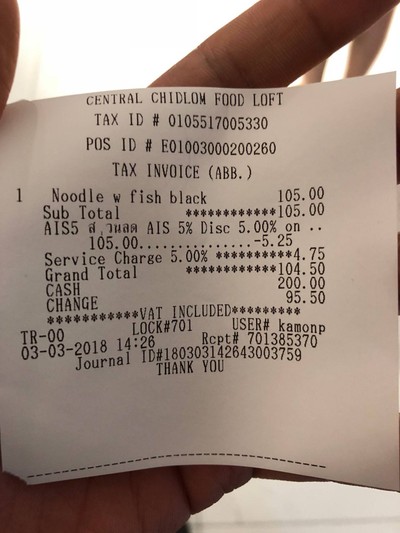 CENTRAL CHIDLOM FOOD LOFT
TAX ID # 0105517005330
POS ID # E01003000200260
TAX INVOICE (ABB.)
1 Noodle w fish black 105.00
Sub Total ************105.00
AIS5 ส่วนลด AIS 5% Disc 5.00% on ..
105.00...............-5.25
Service Charge 5.00% **********4.75
Grand Total ************104.50
CASH 200.00
CHANGE 95.50
************VAT INCLUDED*********
TR-00 LOCK#701 USER# kamonp
03-03-2018 14:26 Rcpt# 701385370
Journal ID#180303142643003759
THANK YOU